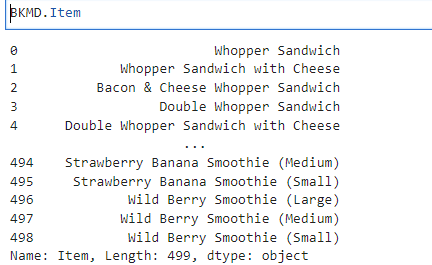 BKMD.Item
0 Whopper Sandwich
1 Whopper Sandwich with Cheese
2 Bacon & Cheese Whopper Sandwich
3 Double Whopper Sandwich
4 Double Whopper Sandwich with Cheese
...
494 Strawberry Banana Smoothie (Medium)
495 Strawberry Banana Smoothie (Small)
496 Wild Berry Smoothie (Large)
497 Wild Berry Smoothie (Medium)
498 Wild Berry Smoothie (Small)
Name: Item, Length: 499, dtype: object